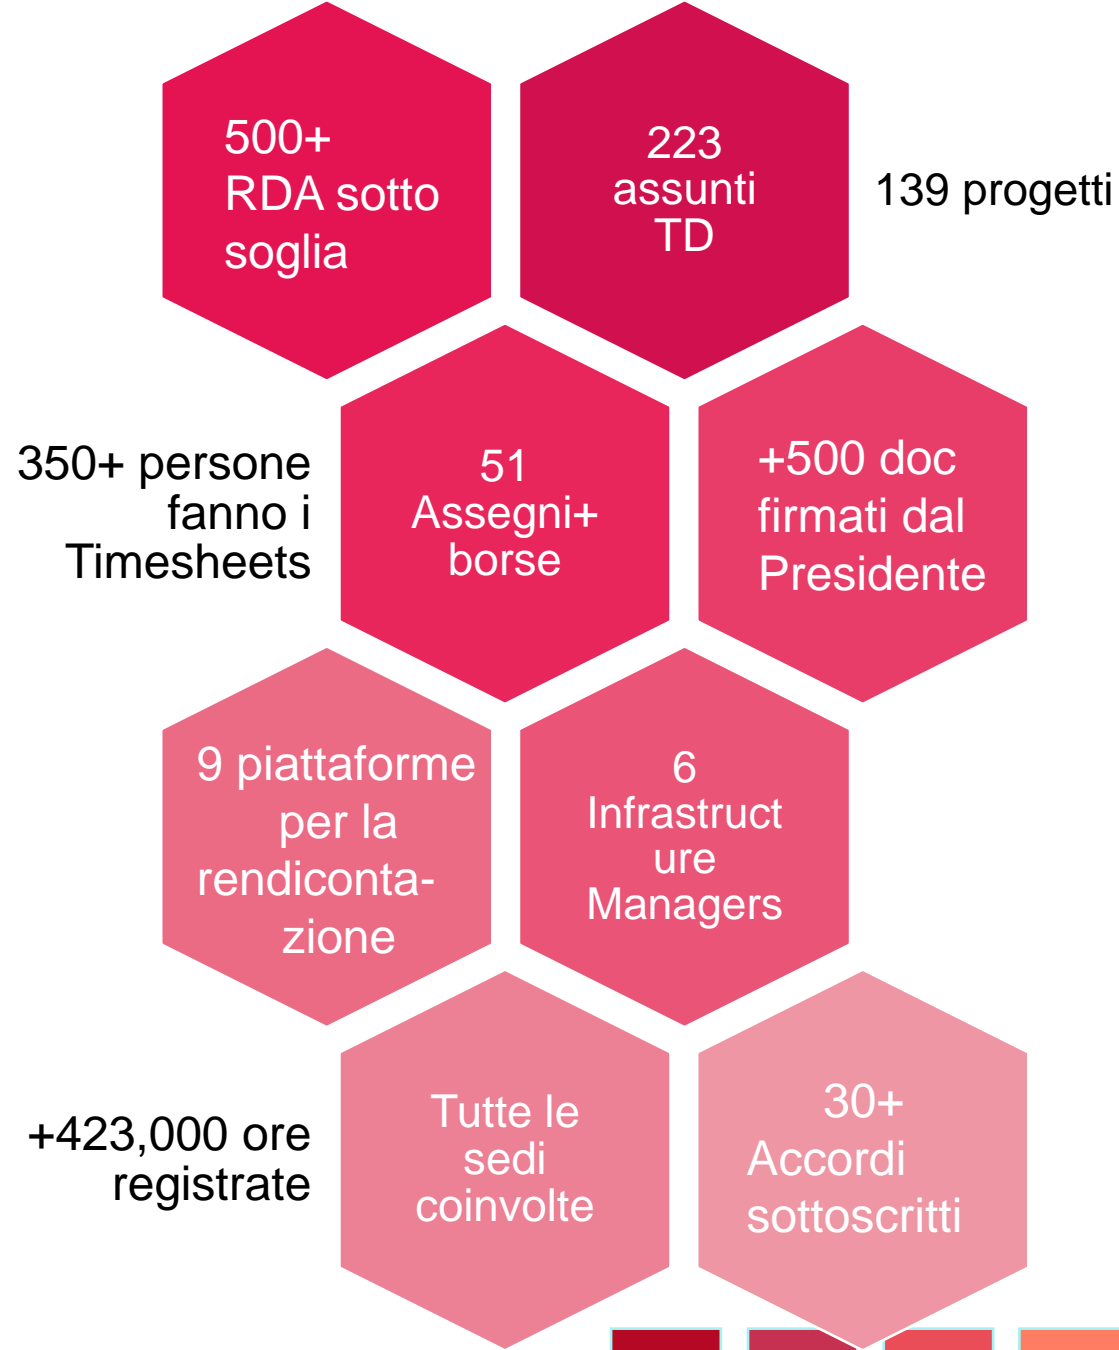 500+
RDA sotto
soglia
223
assunti
TD
139 progetti
350+ persone
fanno i
Timesheets
51
Assegni+
borse
+500 doc
firmati dal
Presidente
9 piattaforme
per la
rendiconta-
zione
6
Infrastruct
ure
Managers
+423,000 ore
registrate
Tutte le
sedi
coinvolte
30+
Accordi
sottoscritti